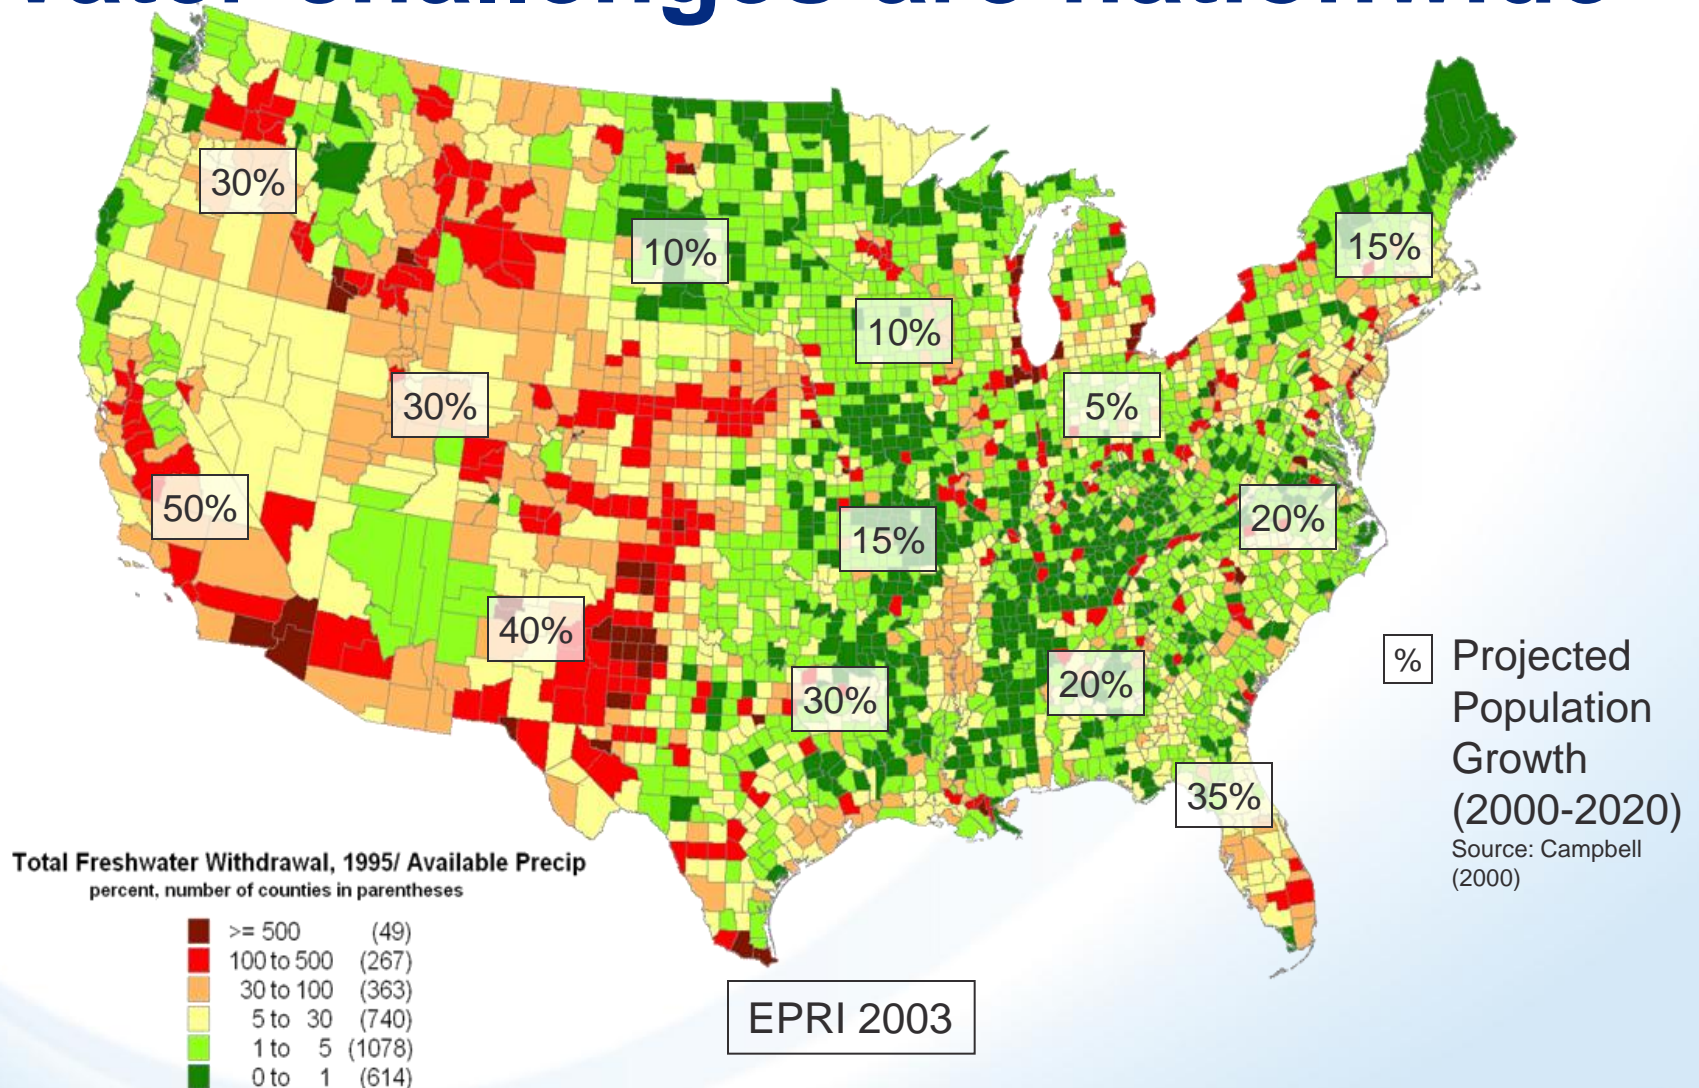 challenges are nationwide
30%
10%
15%
10%
30%
5%
50%
20%
15%
40%
20%
30%
35%
% Projected
Population
Growth
(2000-2020)
Source: Campbell
(2000)
Total Freshwater Withdrawal, 1995/ Available Precip
percent, number of counties in parentheses
>= 500 (49)
100 to 500 (267)
30 to 100 (363)
5 to 30 (740)
1 to 5 (1078)
0 to 1 (614)
EPRI 2003